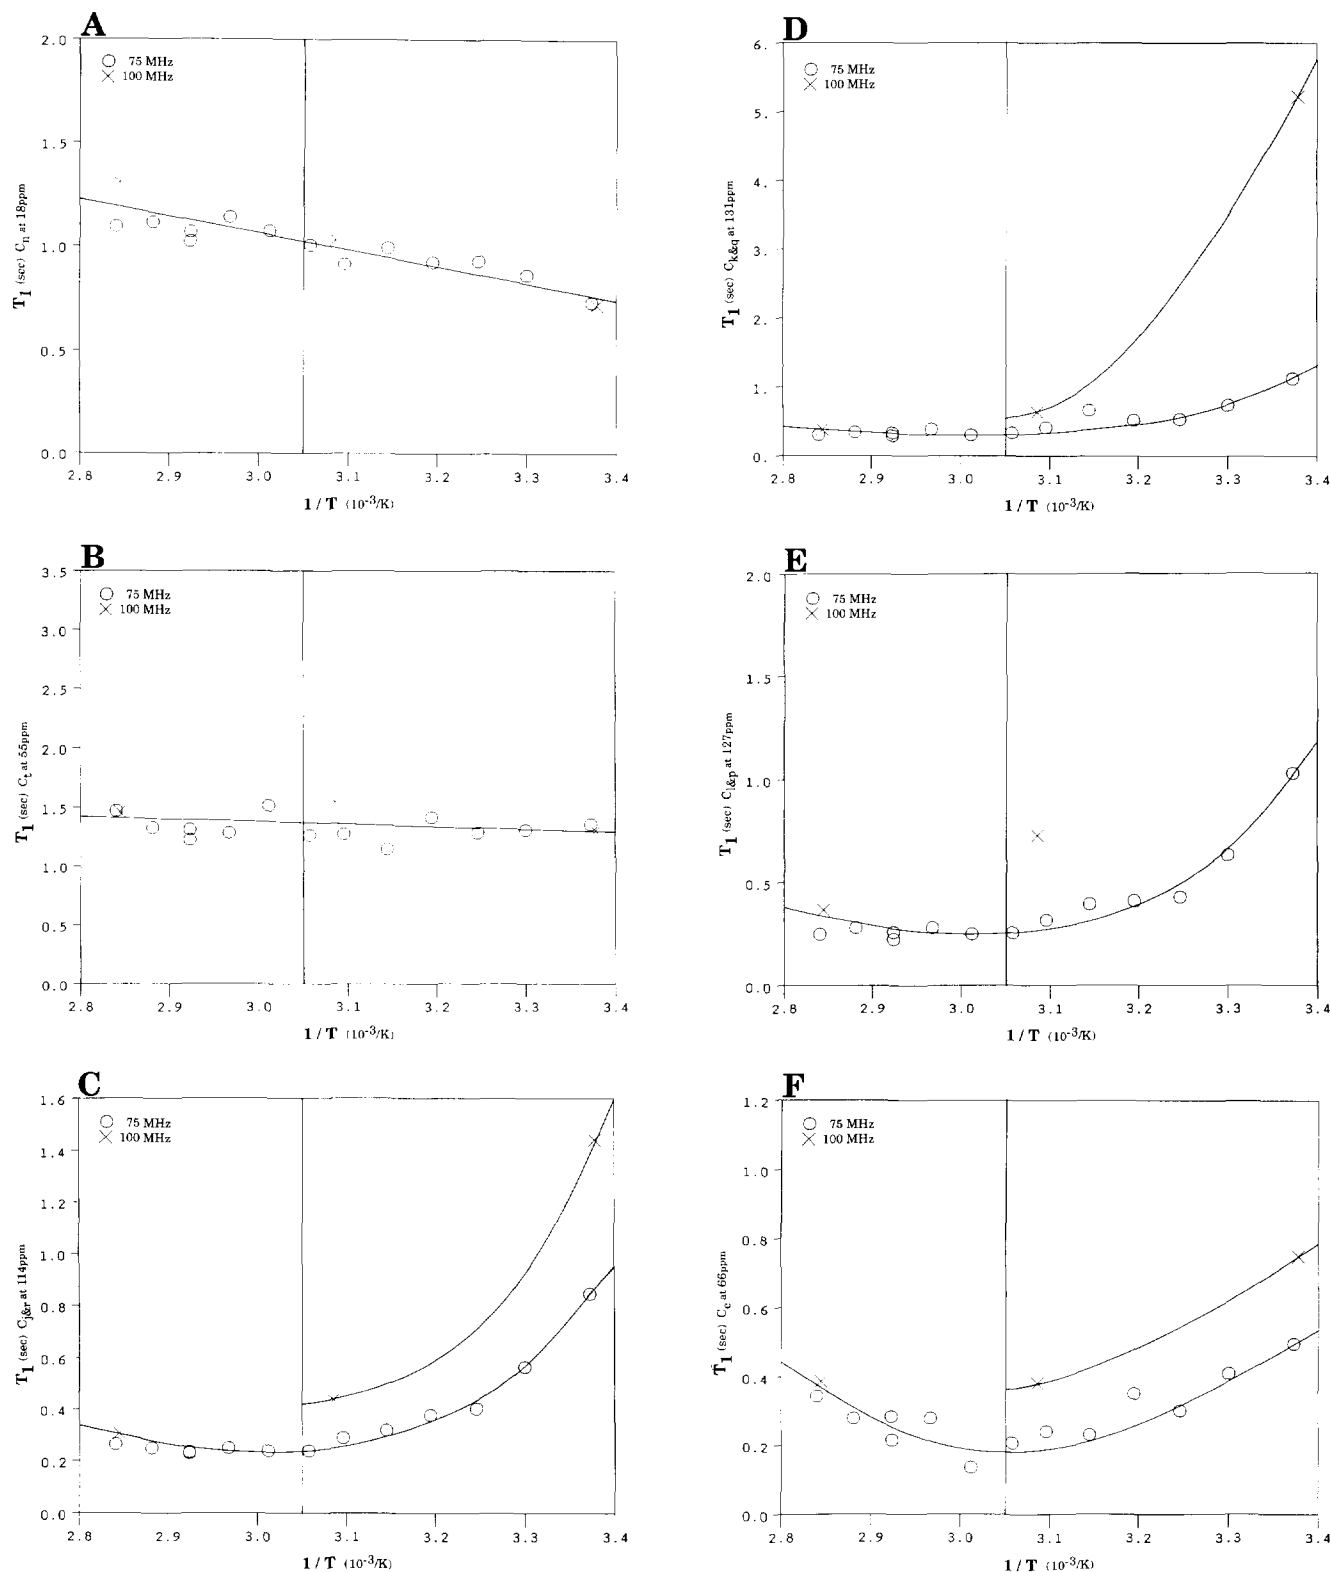 A
2.0
1.5
1.0
0.5
0.0
○ 75 MHz
× 100 MHz
T1 (sec) Cn at 18ppm
2.8 2.9 3.0 3.1 3.2 3.3 3.4
1 / T (10-3/K)
B
3.5
3.0
2.5
2.0
1.5
1.0
0.5
0.0
○ 75 MHz
× 100 MHz
T1 (sec) Ct at 55ppm
2.8 2.9 3.0 3.1 3.2 3.3 3.4
1 / T (10-3/K)
C
1.6
1.4
1.2
1.0
0.8
0.6
0.4
0.2
0.0
○ 75 MHz
× 100 MHz
T1 (sec) Cj&r at 114ppm
2.8 2.9 3.0 3.1 3.2 3.3 3.4
1 / T (10-3/K)
D
6.
5.
4.
3.
2.
1.
0.
○ 75 MHz
× 100 MHz
T1 (sec) Ck&q at 131ppm
2.8 2.9 3.0 3.1 3.2 3.3 3.4
1 / T (10-3/K)
E
2.0
1.5
1.0
0.5
0.0
○ 75 MHz
× 100 MHz
T1 (sec) Cl&p at 127ppm
2.8 2.9 3.0 3.1 3.2 3.3 3.4
1 / T (10-3/K)
F
1.2
1.0
0.8
0.6
0.4
0.2
0.0
○ 75 MHz
× 100 MHz
T1 (sec) Cc at 66ppm
2.8 2.9 3.0 3.1 3.2 3.3 3.4
1 / T (10-3/K)